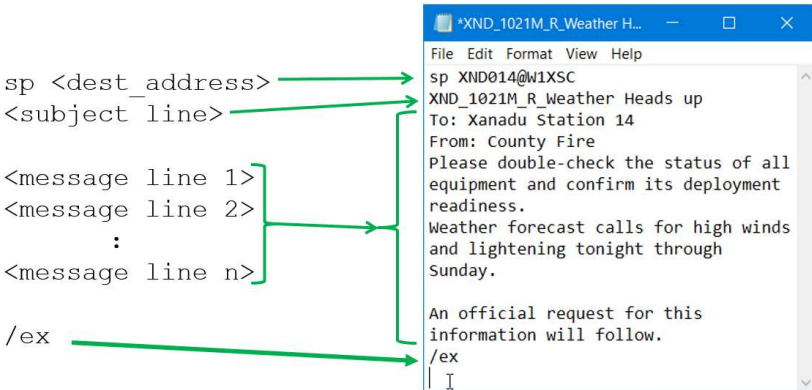 sp <dest_address>
<subject line>
<message line 1>
<message line 2>
:
<message line n>
/ex
*XND_1021M_R_Weather H...
File Edit Format View Help
sp XND014@W1XSC
XND_1021M_R_Weather Heads up
To: Xanadu Station 14
From: County Fire
Please double-check the status of all
equipment and confirm its deployment
readiness.
Weather forecast calls for high winds
and lightening tonight through
Sunday.
An official request for this
information will follow.
/ex